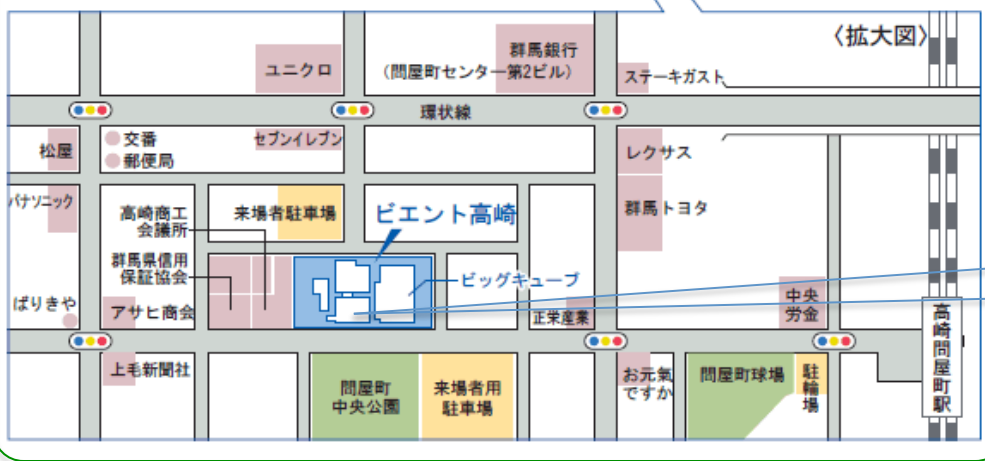 〈拡大図〉
群馬銀行
(問屋町センター第2ビル)
ユニクロ
ステーキガスト
環状線
松屋
交番
郵便局
セブンイレブン
レクサス
パナソニック
高崎商工
会議所
来場者駐車場
ビエント高崎
群馬トヨタ
群馬県信用
保証協会
ビッグキューブ
ぱりきや
アサヒ商会
正栄産業
中央
労金
高崎問屋町駅
上毛新聞社
問屋町
中央公園
来場者用
駐車場
お元気
ですか
問屋町球場
駐輪場